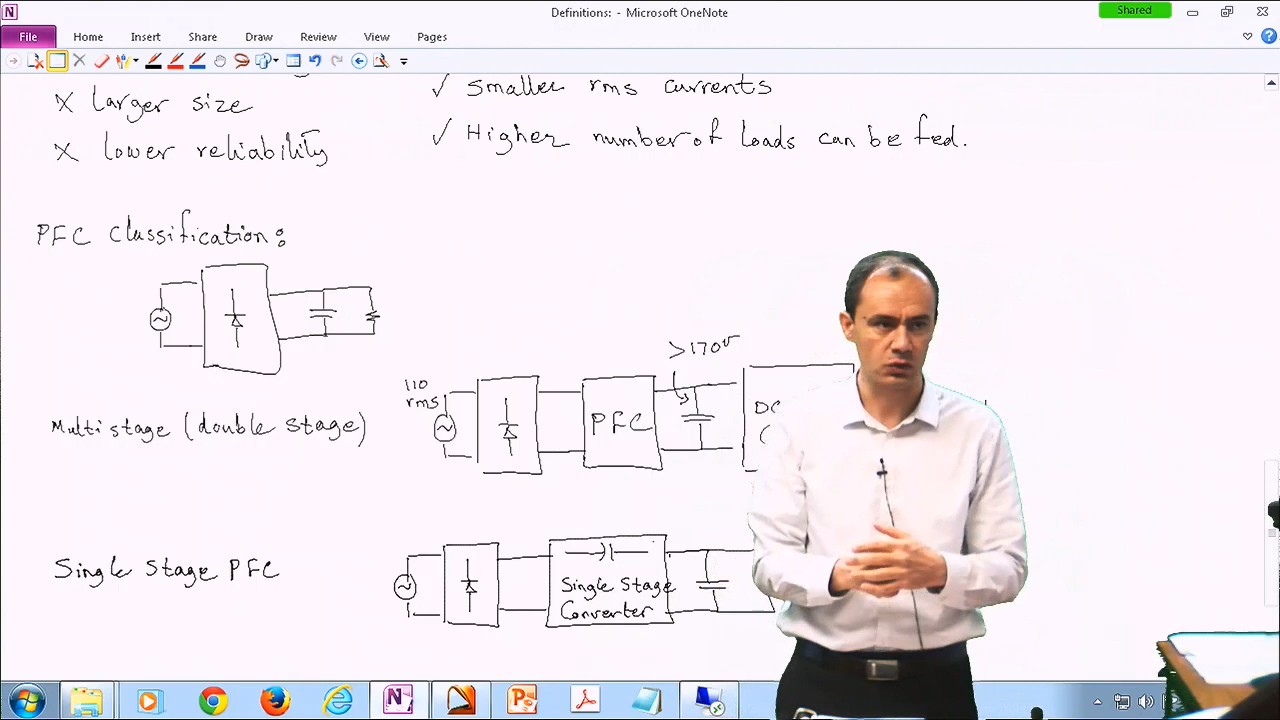 Definitions: - Microsoft OneNote
Shared
File Home Insert Share Draw Review View Pages
X larger size
X lower reliability
✓ Smaller rms currents
✓ Higher number of loads can be fed.
PFC Classification:
Multistage (double stage)
110
rms
PFC
>170V
DC
Single Stage PFC
Single Stage
Converter